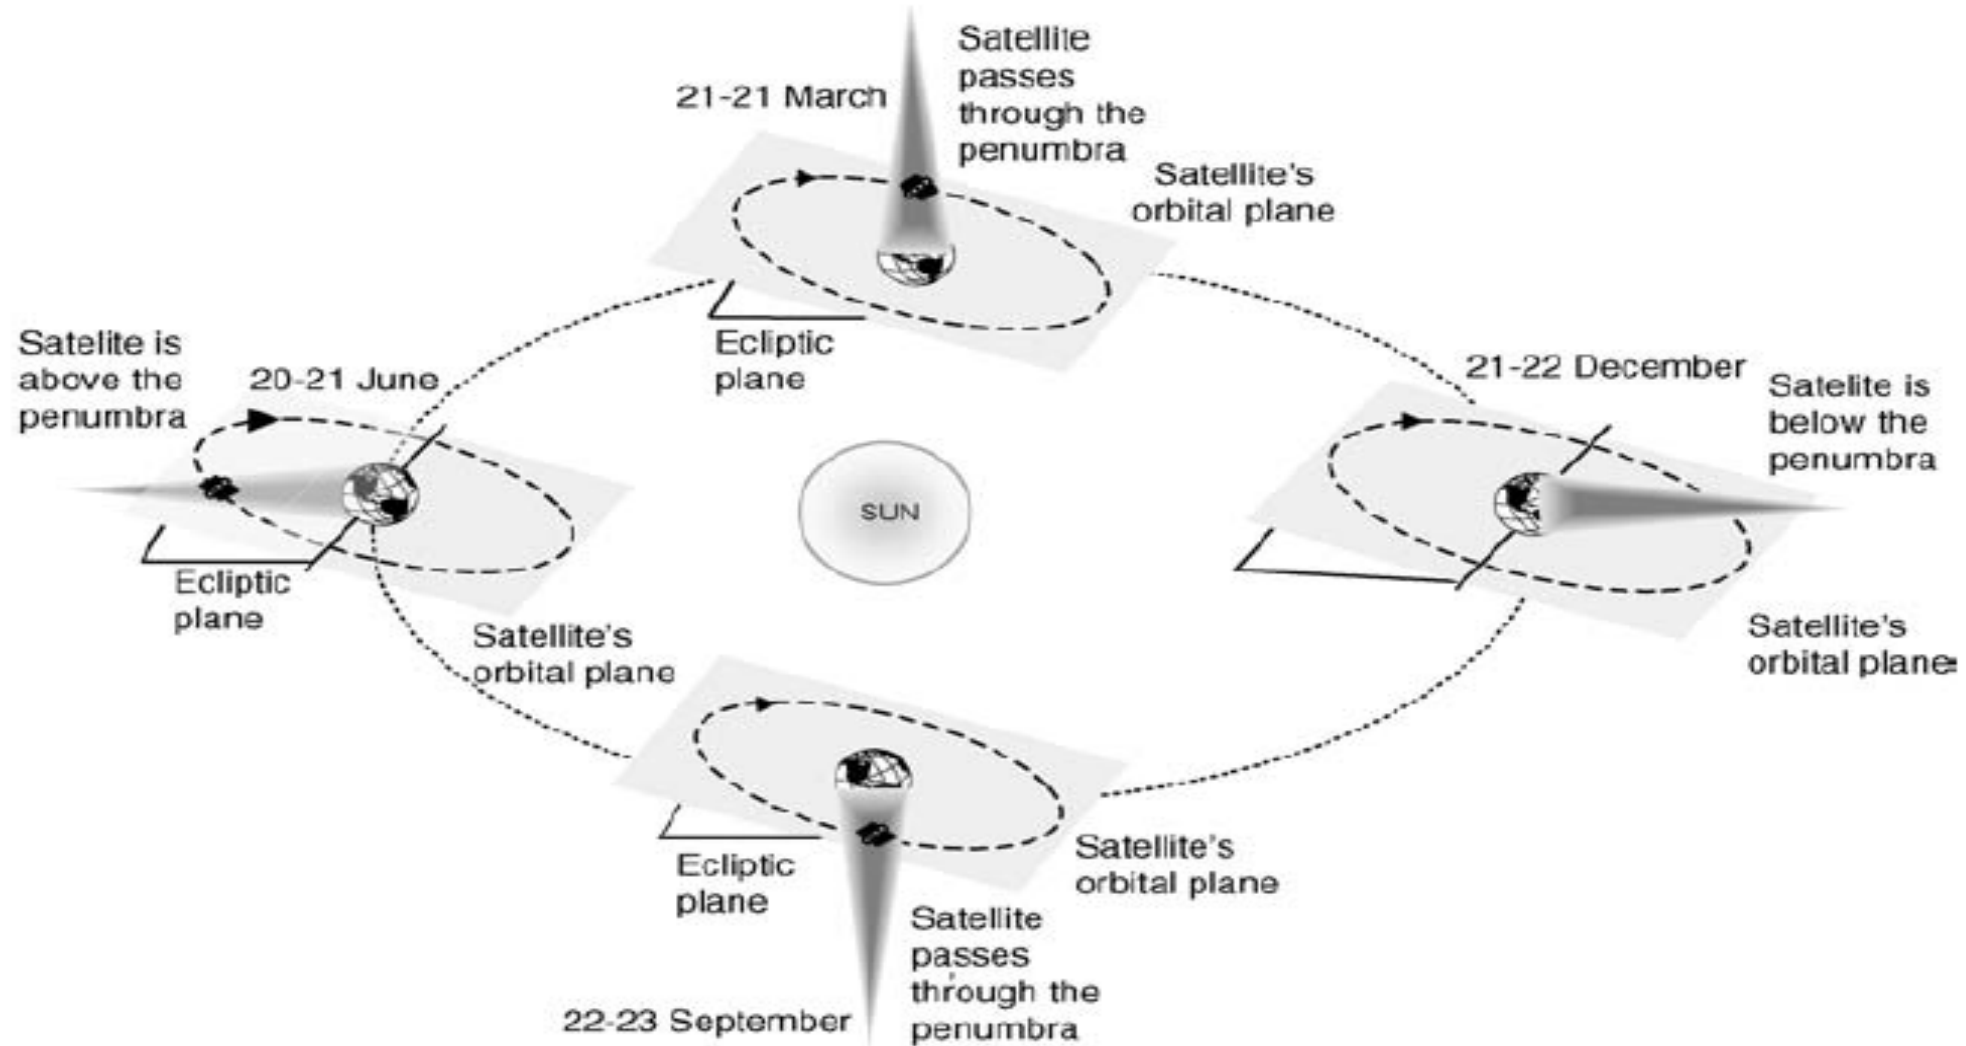 Satellite
passes
through the
penumbra
21-21 March
Satellite's
orbital plane
Ecliptic
plane
Satelite is
above the
penumbra
20-21 June
21-22 December
Satelite is
below the
penumbra
SUN
Ecliptic
plane
Satellite's
orbital plane
Satellite's
orbital plane
Ecliptic
plane
Satellite's
orbital plane
Satellite
passes
through the
penumbra
22-23 September